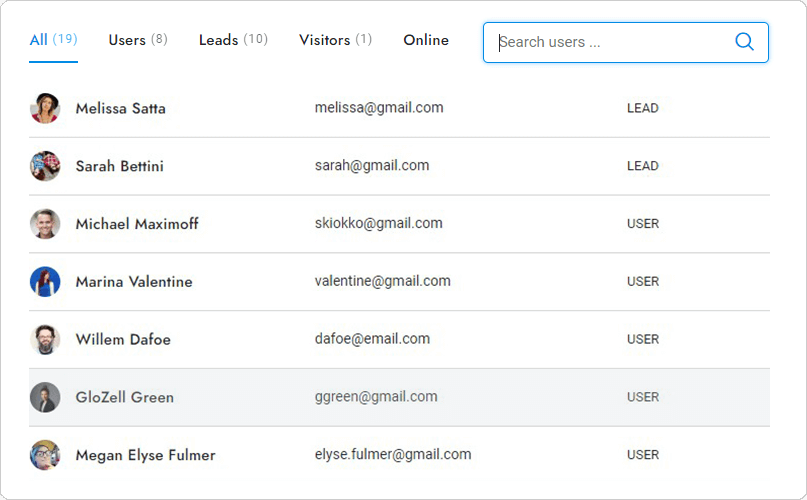 All (19) Users (8) Leads (10) Visitors (1) Online Search users ...
Melissa Satta melissa@gmail.com LEAD
Sarah Bettini sarah@gmail.com LEAD
Michael Maximoff skiokko@gmail.com USER
Marina Valentine valentine@gmail.com USER
Willem Dafoe dafoe@email.com USER
GloZell Green ggreen@gmail.com USER
Megan Elyse Fulmer elyse.fulmer@gmail.com USER